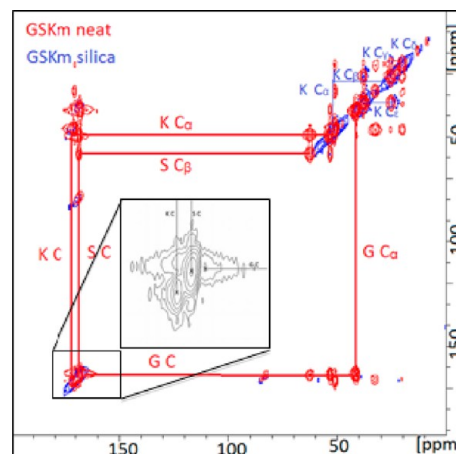 GSKm neat
GSKm silica
[ppm]
K Cγ
K Cδ
K Cβ
K Cα
K Cε
K Cα
S Cβ
50
K C
S C
K C
S C
G C
G Cα
100
G C
150
150
100
50
[ppm]